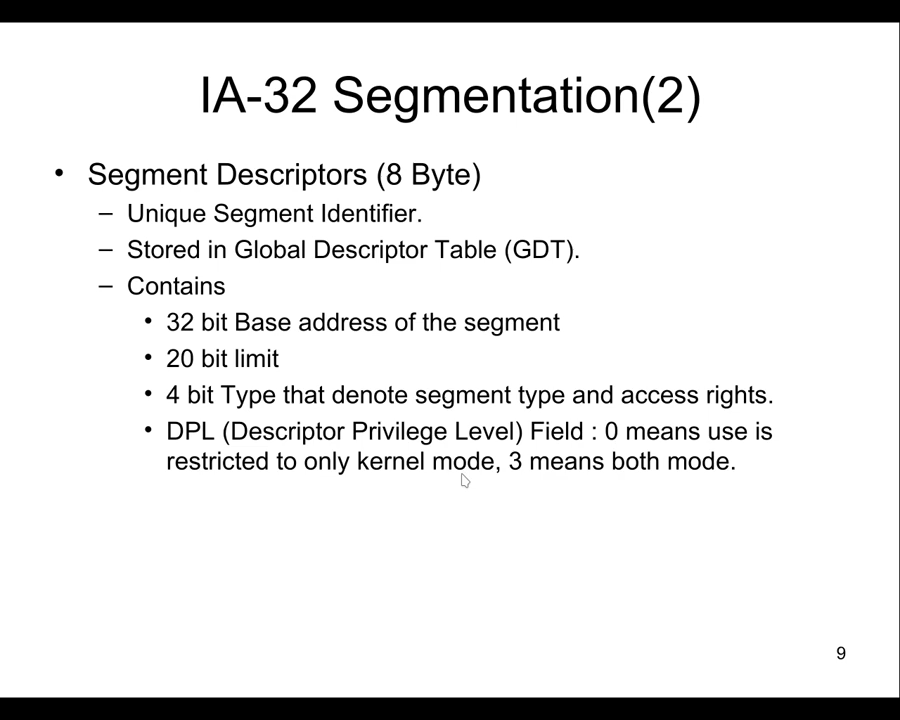 IA-32 Segmentation(2)
• Segment Descriptors (8 Byte)
– Unique Segment Identifier.
– Stored in Global Descriptor Table (GDT).
– Contains
• 32 bit Base address of the segment
• 20 bit limit
• 4 bit Type that denote segment type and access rights.
• DPL (Descriptor Privilege Level) Field : 0 means use is
restricted to only kernel mode, 3 means both mode.
9